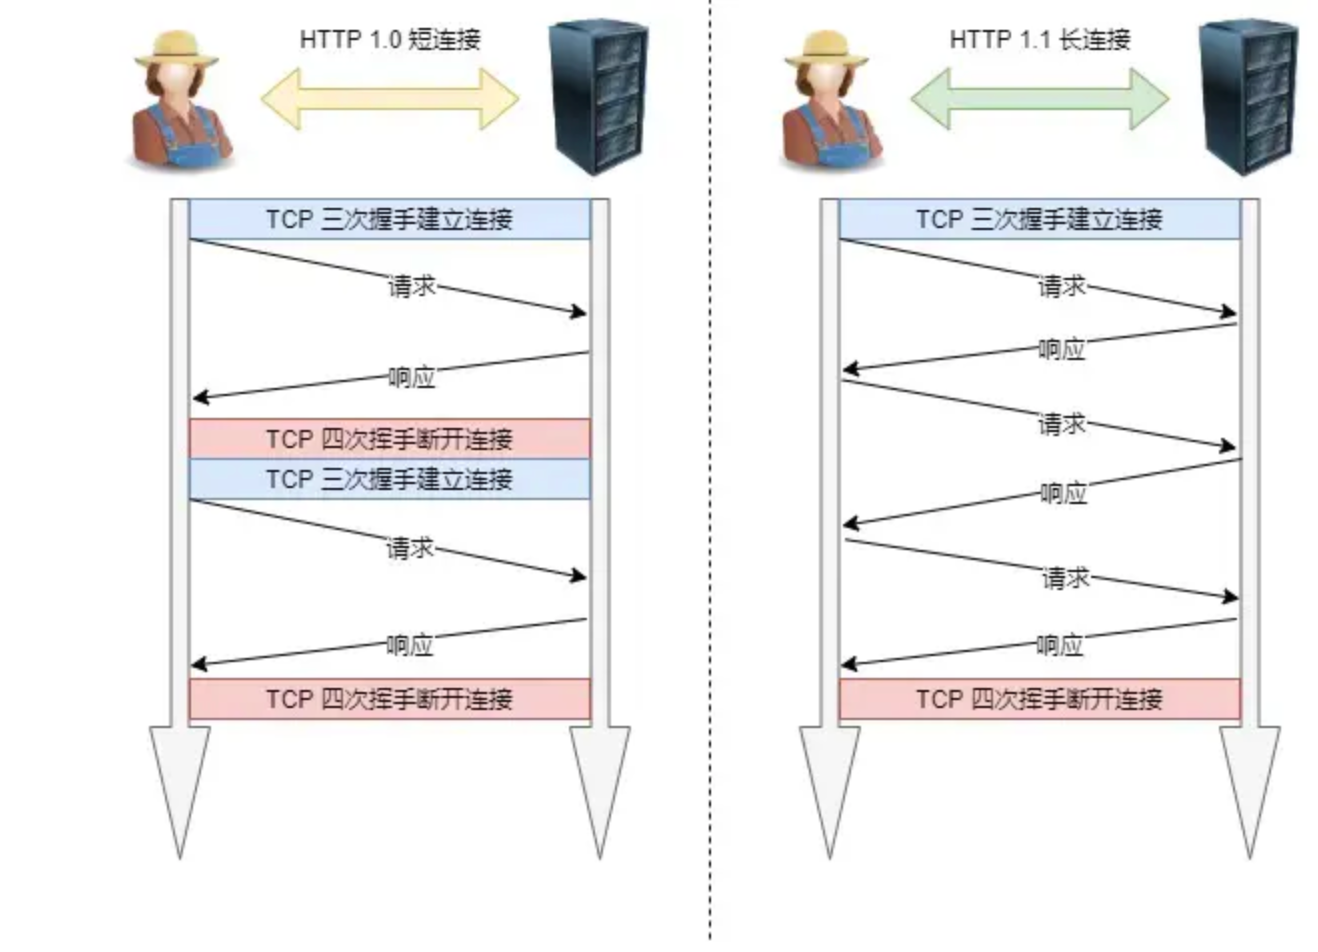 HTTP 1.0 短连接
TCP 三次握手建立连接
请求
响应
TCP 四次挥手断开连接
TCP 三次握手建立连接
请求
响应
TCP 四次挥手断开连接
HTTP 1.1 长连接
TCP 三次握手建立连接
请求
响应
请求
响应
请求
响应
TCP 四次挥手断开连接